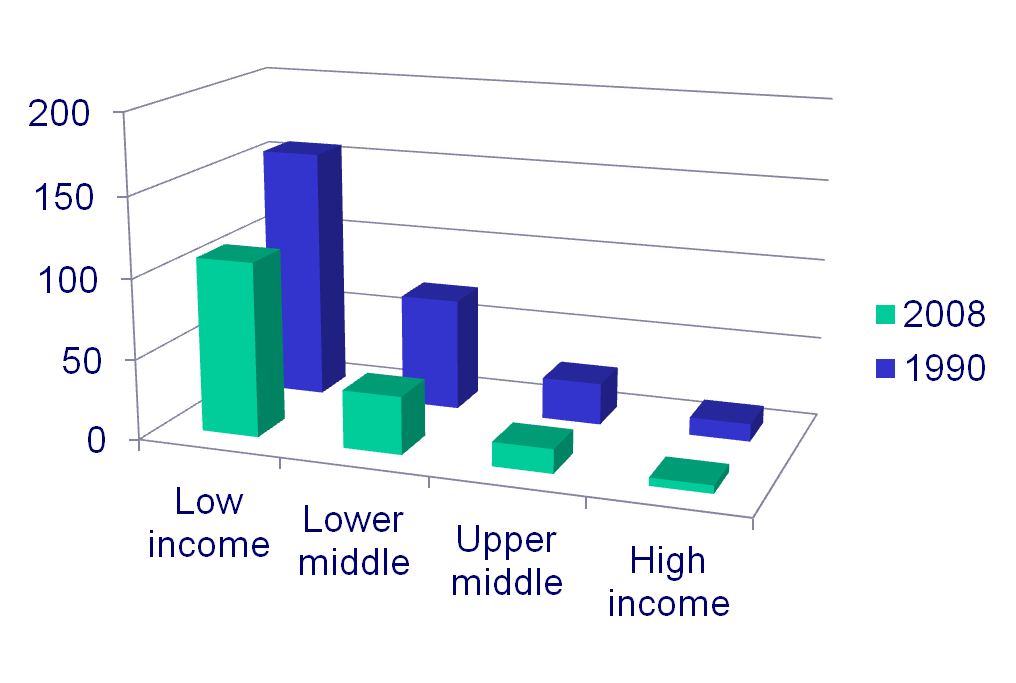 200
150
100
50
0
Low
income
Lower
middle
Upper
middle
High
income
2008
1990